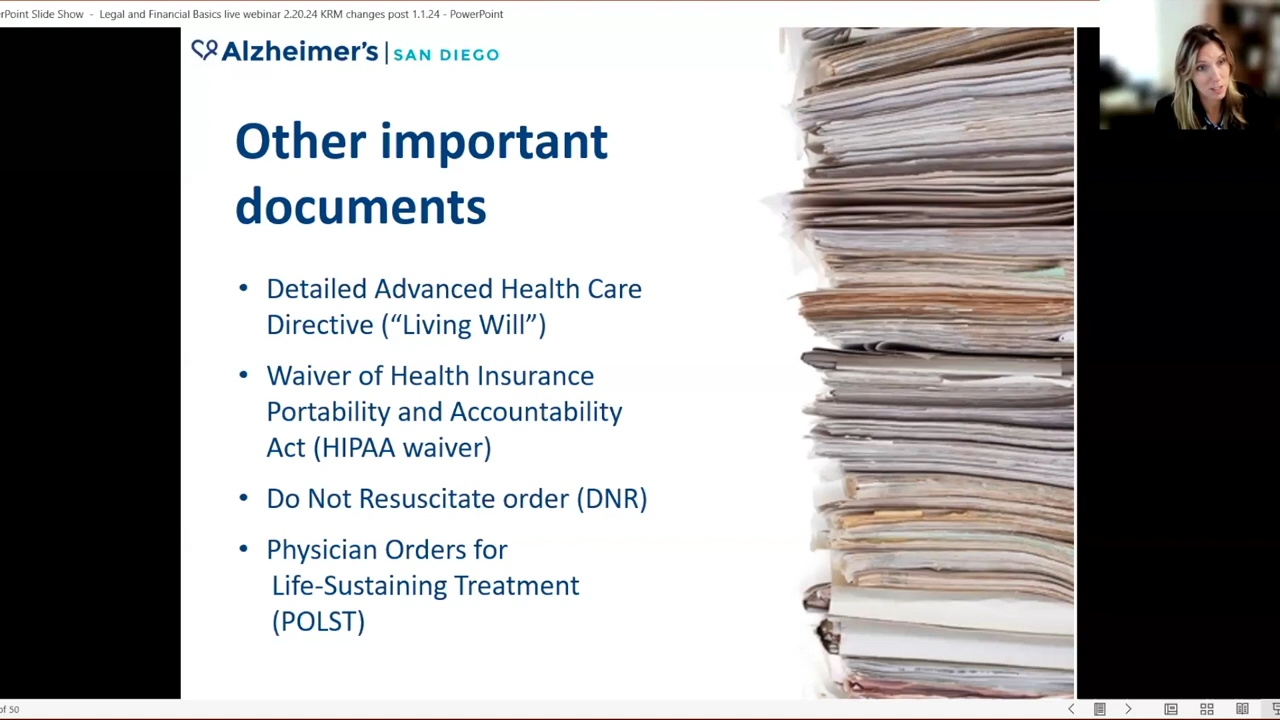 rPoint Slide Show - Legal and Financial Basics live webinar 2.20.24 KRM changes post 1.1.24 - PowerPoint
Alzheimer's | SAN DIEGO
Other important
documents
• Detailed Advanced Health Care
Directive (“Living Will”)
• Waiver of Health Insurance
Portability and Accountability
Act (HIPAA waiver)
• Do Not Resuscitate order (DNR)
• Physician Orders for
Life-Sustaining Treatment
(POLST)
of 50